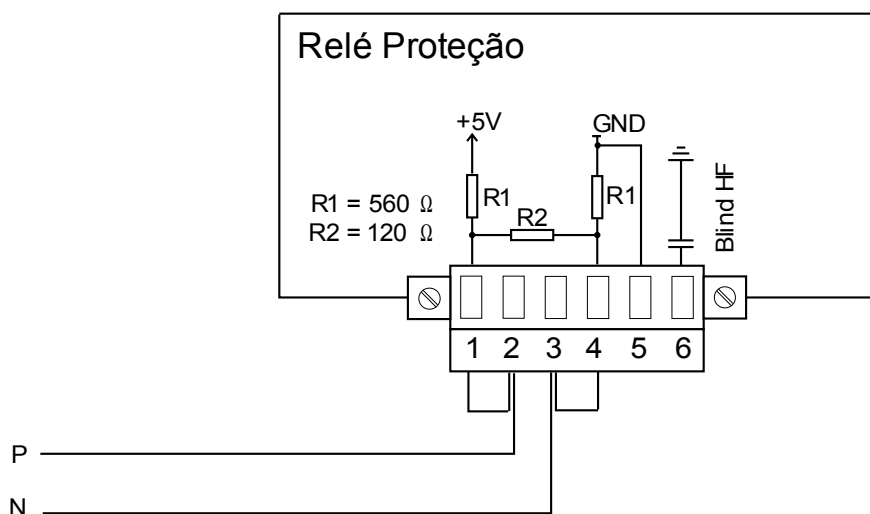 Relé Proteção
+5V
GND
R1 = 560 Ω
R2 = 120 Ω
R1
R2
R1
Blind HF
1 2 3 4 5 6
P
N